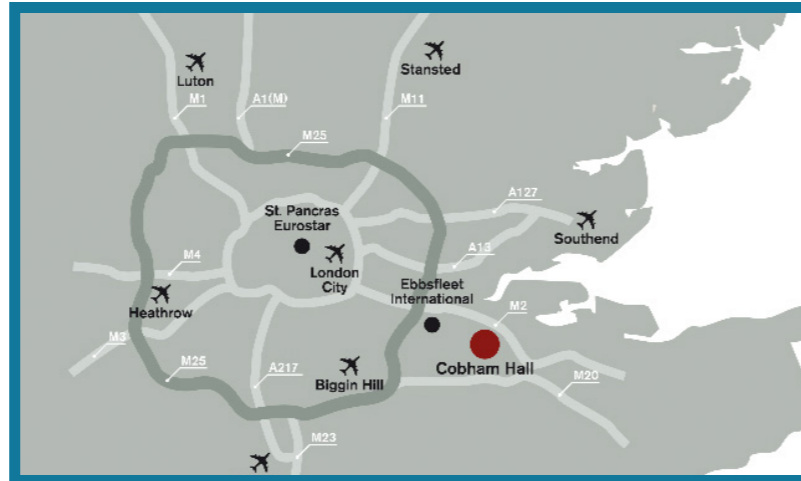 Luton
Stansted
M1
A1(M)
M11
M25
A127
St. Pancras
Eurostar
Southend
A13
M4
London
City
Ebbsfleet
International
Heathrow
M2
M3
Cobham Hall
M25
A217
Biggin Hill
M20
M23